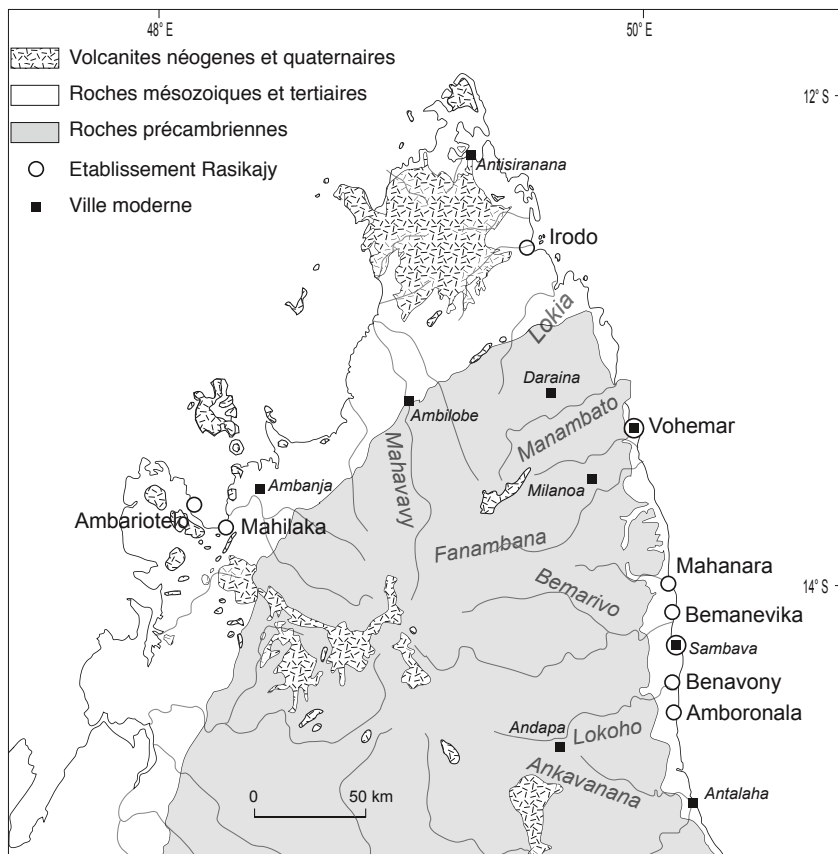 48° E
50° E
Volcanites néogenes et quaternaires
Roches mésozoiques et tertiaires
12° S
Roches précambriennes
Etablissement Rasikajy
Antisiranana
Ville moderne
Irodo
Lokia
Daraina
Ambilobe
Manambato
Vohemar
Mahavavy
Ambanja
Milanoa
Ambariotelo
Mahilaka
Fanambana
Mahanara
14° S
Bemarivo
Bemanevika
Sambava
Benavony
Amboronala
Andapa
Lokoho
Ankavanana
0
50 km
Antalaha